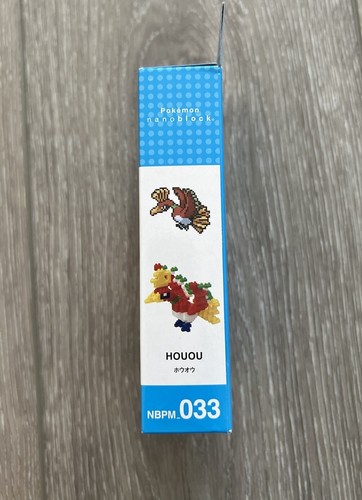 Pokémon
nanoblock®
HOUOU
ホウオウ
NBPM_033